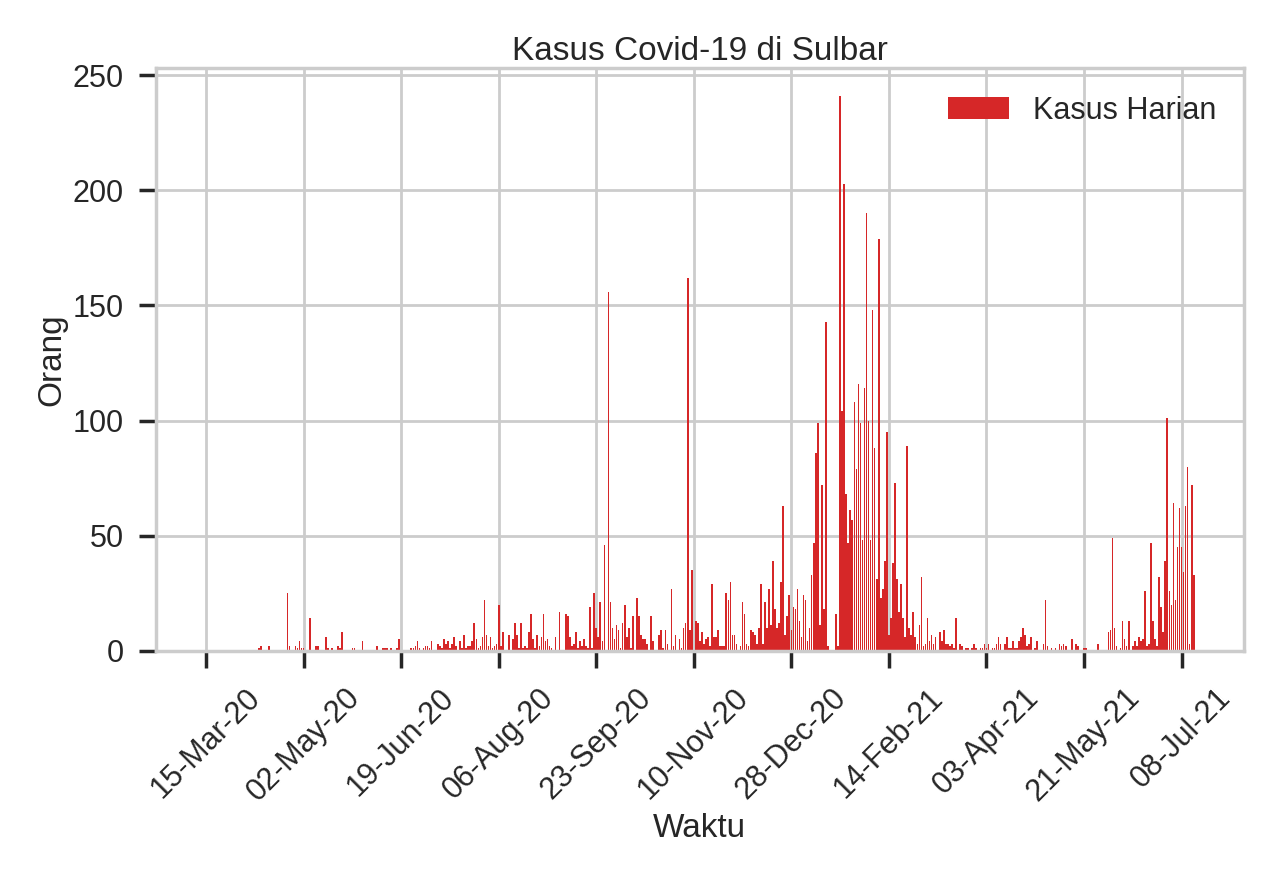 Kasus Covid-19 di Sulbar
Kasus Harian
Orang
250
200
150
100
50
0
15-Mar-20
02-May-20
19-Jun-20
06-Aug-20
23-Sep-20
10-Nov-20
28-Dec-20
14-Feb-21
03-Apr-21
21-May-21
08-Jul-21
Waktu